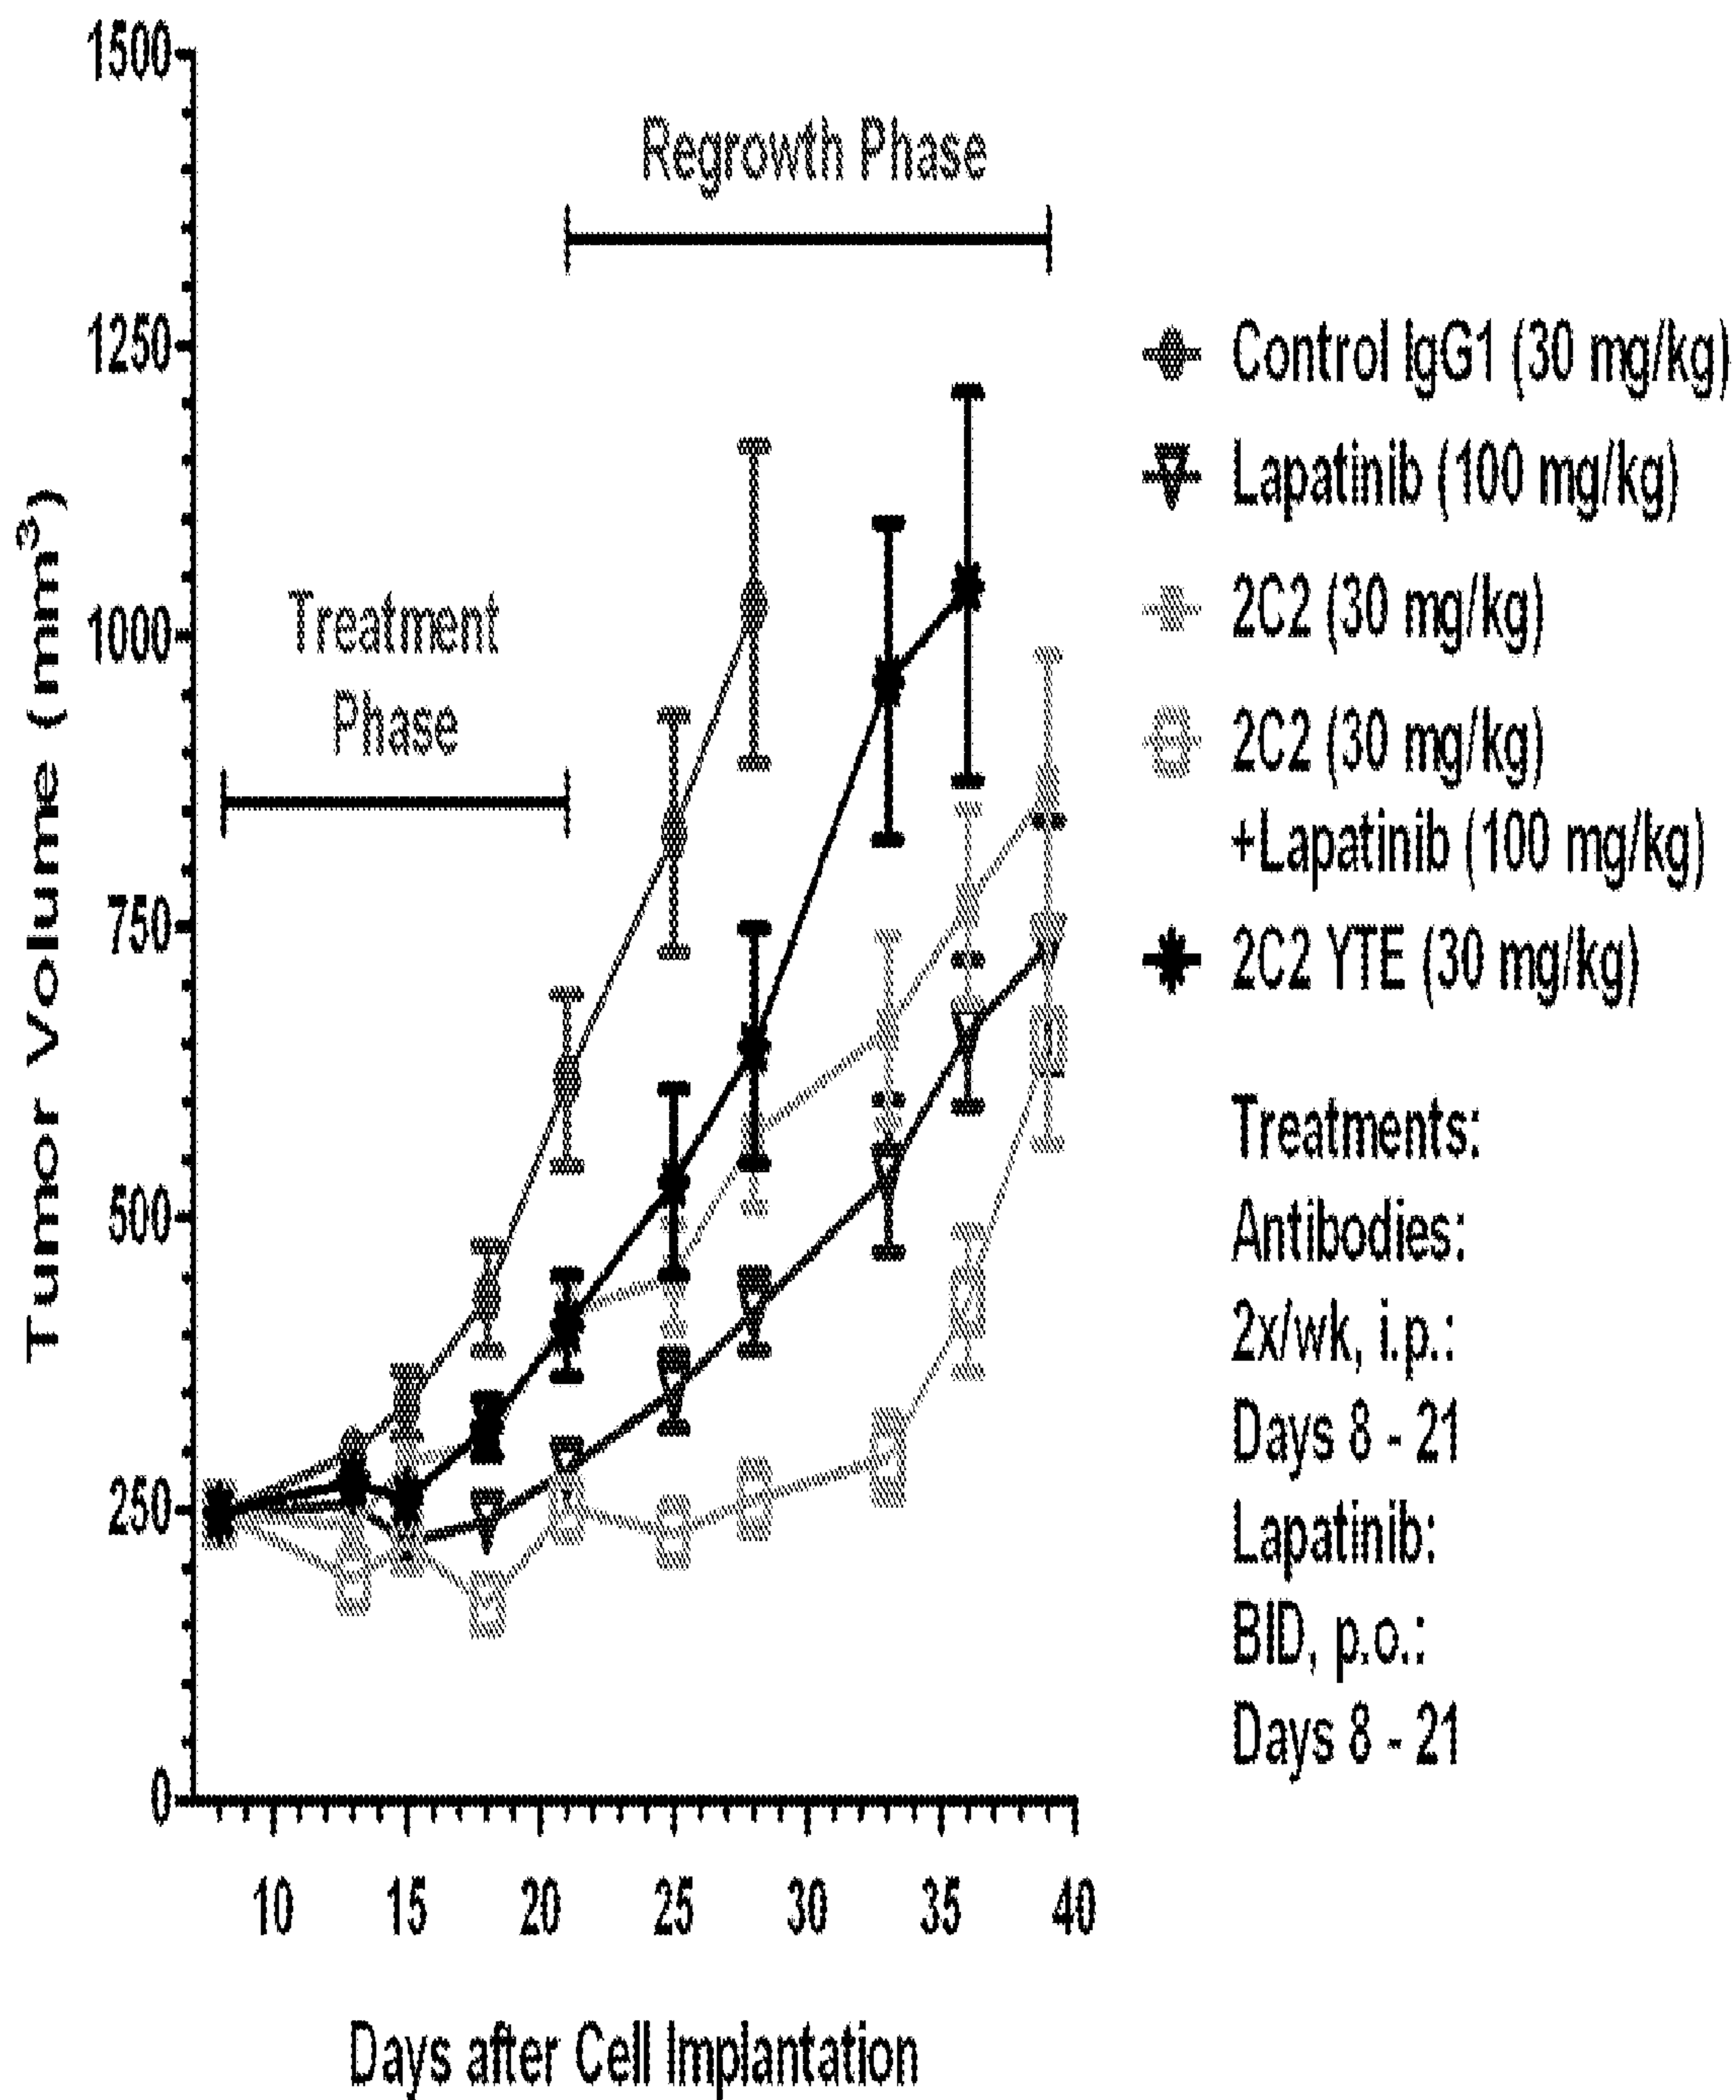 1500
1250
1000
750
500
250
0
Tumor Volume (mm³)
Regrowth Phase
Treatment
Phase
Control IgG1 (30 mg/kg)
Lapatinib (100 mg/kg)
2C2 (30 mg/kg)
2C2 (30 mg/kg)
+Lapatinib (100 mg/kg)
2C2 YTE (30 mg/kg)
Treatments:
Antibodies:
2x/wk, i.p.:
Days 8 - 21
Lapatinib:
BID, p.o.:
Days 8 - 21
10 15 20 25 30 35 40
Days after Cell Implantation